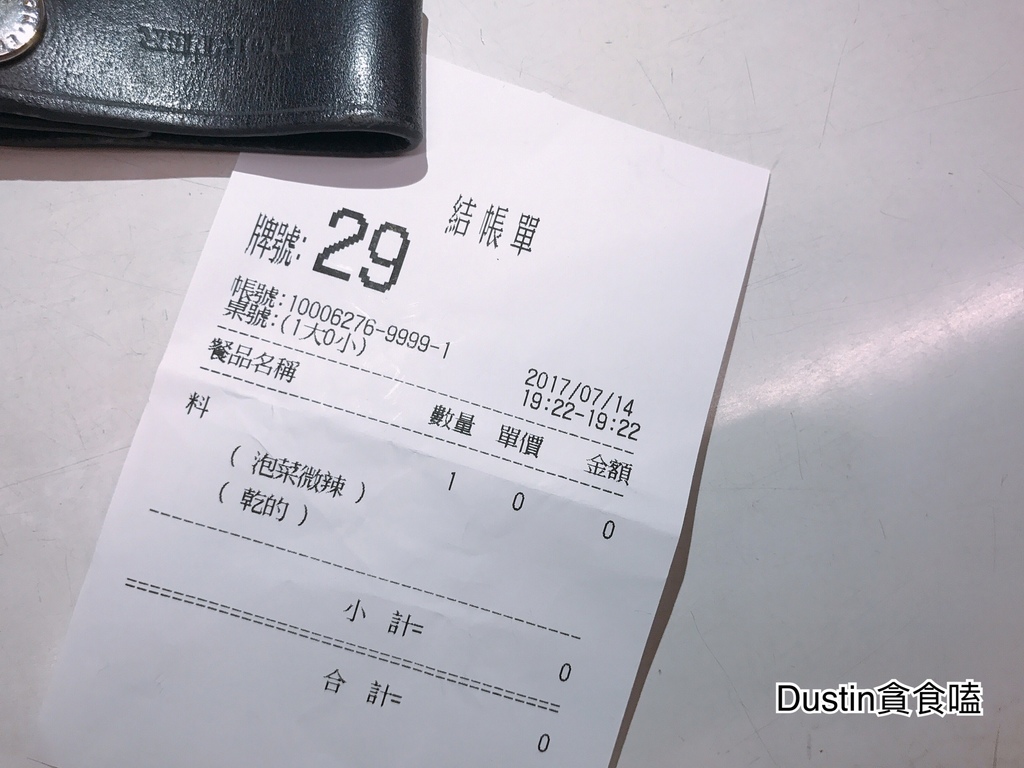 結帳單
牌號: 29
帳號:10006276-9999-1
桌號:(1大0小)
2017/07/14
19:22-19:22
餐品名稱 數量 單價 金額
料 1 0 0
( 泡菜微辣 )
( 乾的 )
小 計= 0
合 計= 0
Dustin貪食嗑